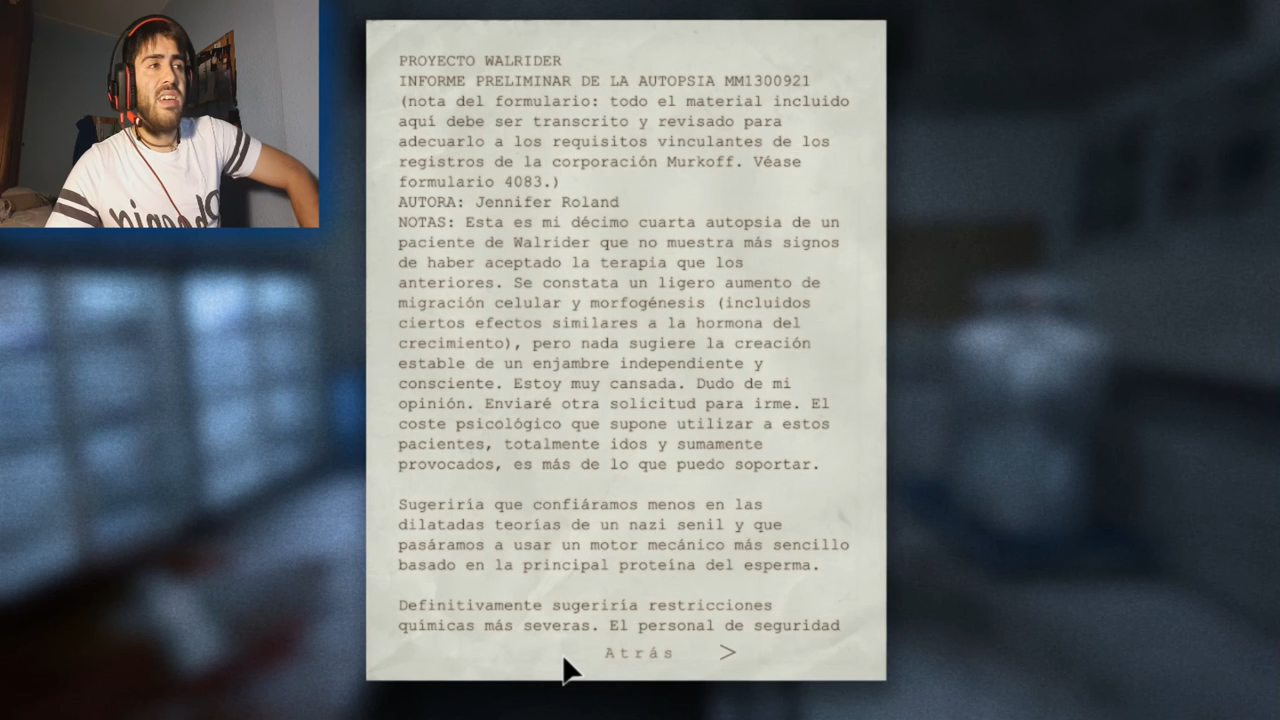 PROYECTO WALRIDER
INFORME PRELIMINAR DE LA AUTOPSIA MM1300921
(nota del formulario: todo el material incluido
aquí debe ser transcrito y revisado para
adecuarlo a los requisitos vinculantes de los
registros de la corporación Murkoff. Véase
formulario 4083.)
AUTORA: Jennifer Roland
NOTAS: Esta es mi décimo cuarta autopsia de un
paciente de Walrider que no muestra más signos
de haber aceptado la terapia que los
anteriores. Se constata un ligero aumento de
migración celular y morfogénesis (incluidos
ciertos efectos similares a la hormona del
crecimiento), pero nada sugiere la creación
estable de un enjambre independiente y
consciente. Estoy muy cansada. Dudo de mi
opinión. Enviaré otra solicitud para irme. El
coste psicológico que supone utilizar a estos
pacientes, totalmente idos y sumamente
provocados, es más de lo que puedo soportar.
Sugeriría que confiáramos menos en las
dilatadas teorías de un nazi senil y que
pasáramos a usar un motor mecánico más sencillo
basado en la principal proteína del esperma.
Definitivamente sugeriría restricciones
químicas más severas. El personal de seguridad
Atrás >